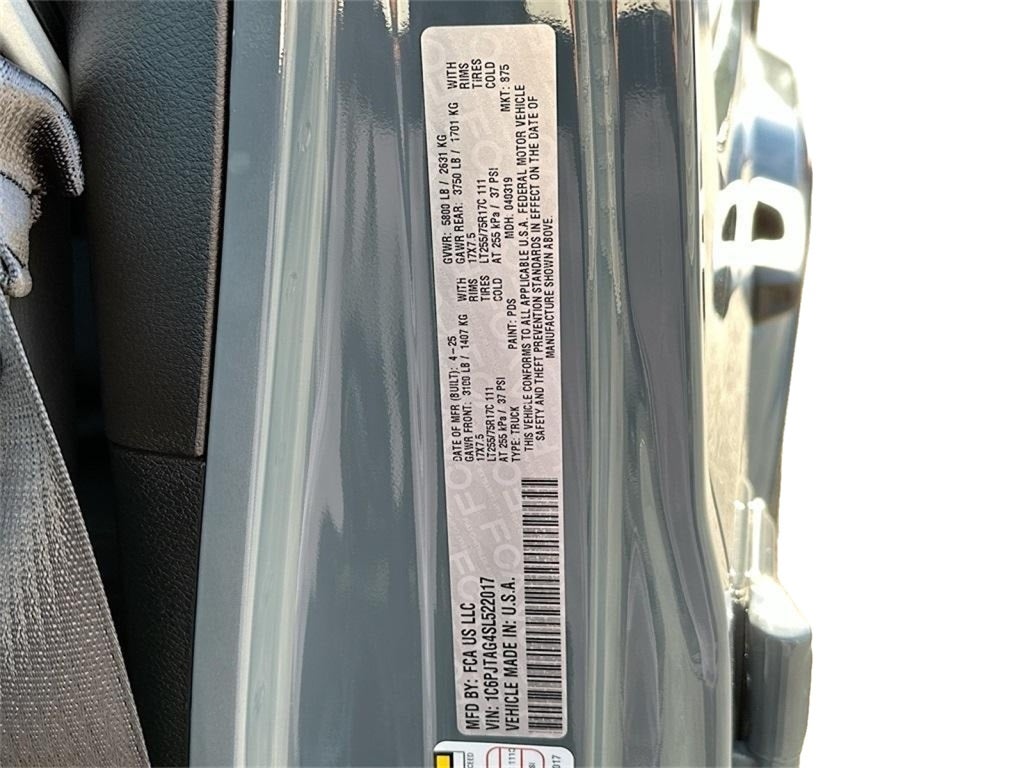 MFD BY: FCA US LLC
VIN: 1C6PJTAG4SL522017
VEHICLE MADE IN: U.S.A.
DATE OF MFR (BUILT): 4-25 GVWR: 5800 LB / 2631 KG
GAWR FRONT: 3100 LB / 1407 KG WITH GAWR REAR: 3750 LB / 1701 KG WITH
17X7.5 RIMS 17X7.5 RIMS
LT255/75R17C 111 TIRES LT255/75R17C 111 TIRES
AT 255 kPa / 37 PSI COLD AT 255 kPa / 37 PSI COLD
TYPE: TRUCK PAINT: PDS MDH: 040319 MKT: 875
THIS VEHICLE CONFORMS TO ALL APPLICABLE U.S.A. FEDERAL MOTOR VEHICLE
SAFETY AND THEFT PREVENTION STANDARDS IN EFFECT ON THE DATE OF
MANUFACTURE SHOWN ABOVE.